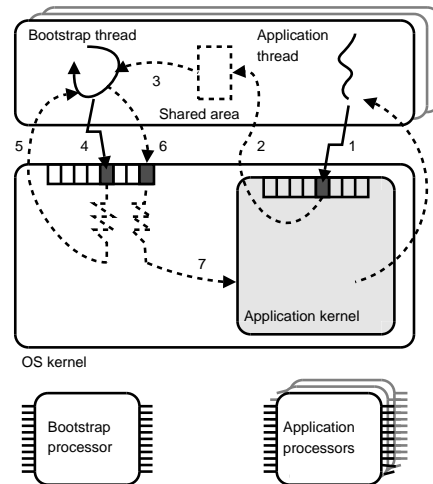 Bootstrap thread
Application
thread
3
Shared area
5
4
6
2
1
7
Application kernel
OS kernel
Bootstrap
processor
Application
processors